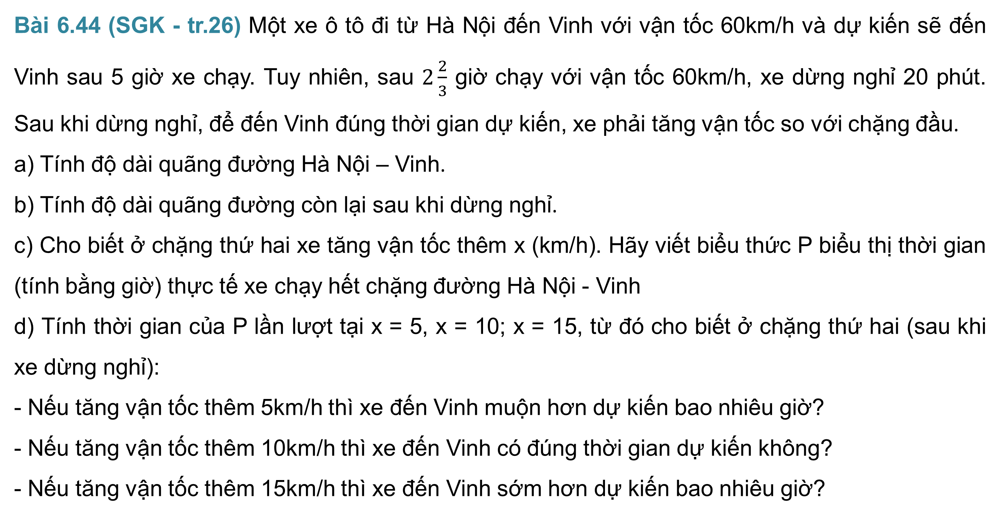 Bài 6.44 (SGK - tr.26) Một xe ô tô đi từ Hà Nội đến Vinh với vận tốc 60km/h và dự kiến sẽ đến
Vinh sau 5 giờ xe chạy. Tuy nhiên, sau 2\frac{2}{3} giờ chạy với vận tốc 60km/h, xe dừng nghỉ 20 phút.
Sau khi dừng nghỉ, để đến Vinh đúng thời gian dự kiến, xe phải tăng vận tốc so với chặng đầu.
a) Tính độ dài quãng đường Hà Nội – Vinh.
b) Tính độ dài quãng đường còn lại sau khi dừng nghỉ.
c) Cho biết ở chặng thứ hai xe tăng vận tốc thêm x (km/h). Hãy viết biểu thức P biểu thị thời gian
(tính bằng giờ) thực tế xe chạy hết chặng đường Hà Nội - Vinh
d) Tính thời gian của P lần lượt tại x = 5, x = 10; x = 15, từ đó cho biết ở chặng thứ hai (sau khi
xe dừng nghỉ):
- Nếu tăng vận tốc thêm 5km/h thì xe đến Vinh muộn hơn dự kiến bao nhiêu giờ?
- Nếu tăng vận tốc thêm 10km/h thì xe đến Vinh có đúng thời gian dự kiến không?
- Nếu tăng vận tốc thêm 15km/h thì xe đến Vinh sớm hơn dự kiến bao nhiêu giờ?